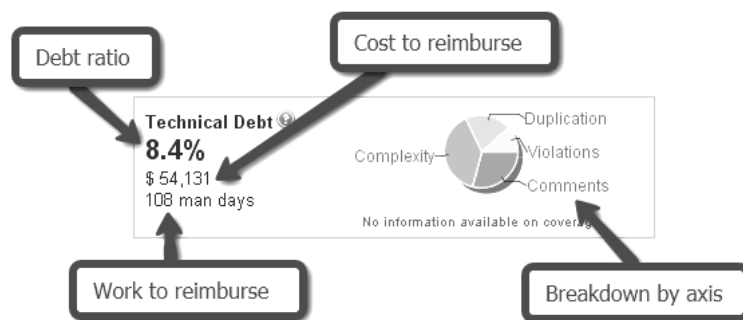 Debt ratio
Cost to reimburse
Technical Debt
8.4%
$ 54,131
108 man days
Duplication
Complexity
Violations
Comments
No information available on coverag
Work to reimburse
Breakdown by axis